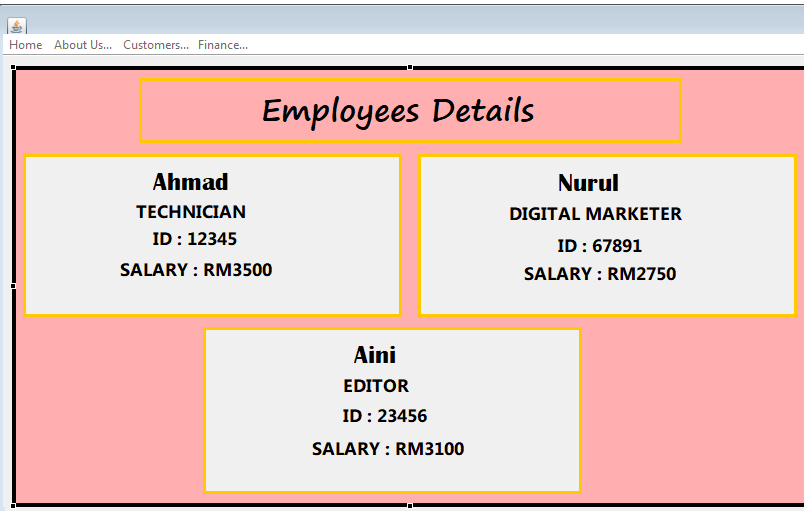 Home About Us... Customers... Finance...
Employees Details
Ahmad
TECHNICIAN
ID : 12345
SALARY : RM3500
Nurul
DIGITAL MARKETER
ID : 67891
SALARY : RM2750
Aini
EDITOR
ID : 23456
SALARY : RM3100